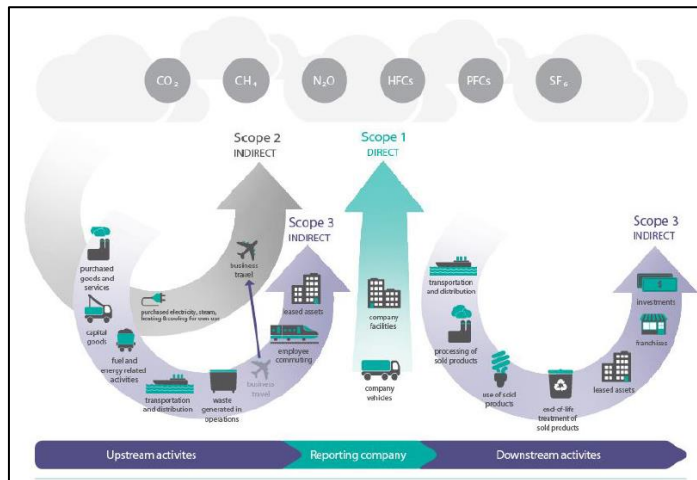 CO₂
CH₄
N₂O
HFCs
PFCs
SF₆
Scope 2
INDIRECT
Scope 1
DIRECT
Scope 3
INDIRECT
Scope 3
INDIRECT
purchased
goods and
services
capital
goods
fuel and
energy related
activities
transportation
and distribution
waste
generated in
operations
business
travel
business
travel
purchased electricity, steam,
heating & cooling for own use
leased assets
employee
commuting
company
facilities
company
vehicles
transportation
and distribution
processing of
sold products
use of sold
products
end-of-life
treatment of
sold products
leased assets
franchises
investments
Upstream activites
Reporting company
Downstream activites